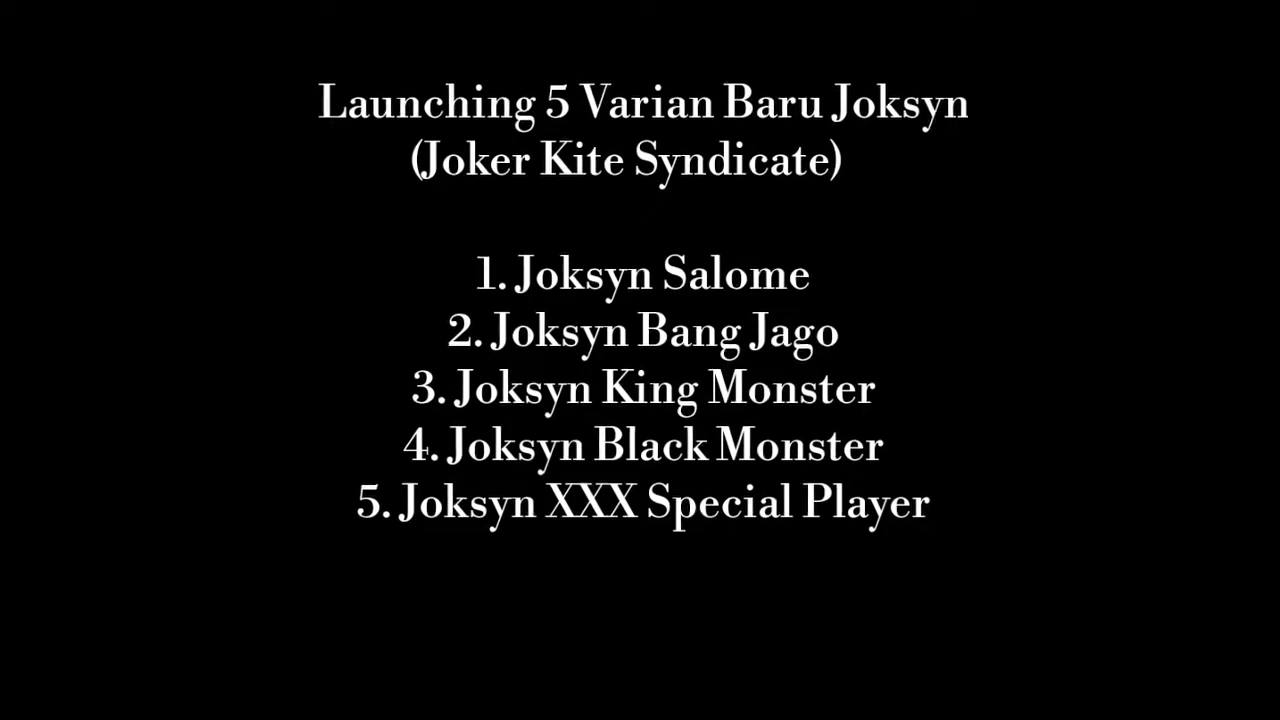 Launching 5 Varian Baru Joksyn
(Joker Kite Syndicate)
1. Joksyn Salome
2. Joksyn Bang Jago
3. Joksyn King Monster
4. Joksyn Black Monster
5. Joksyn XXX Special Player